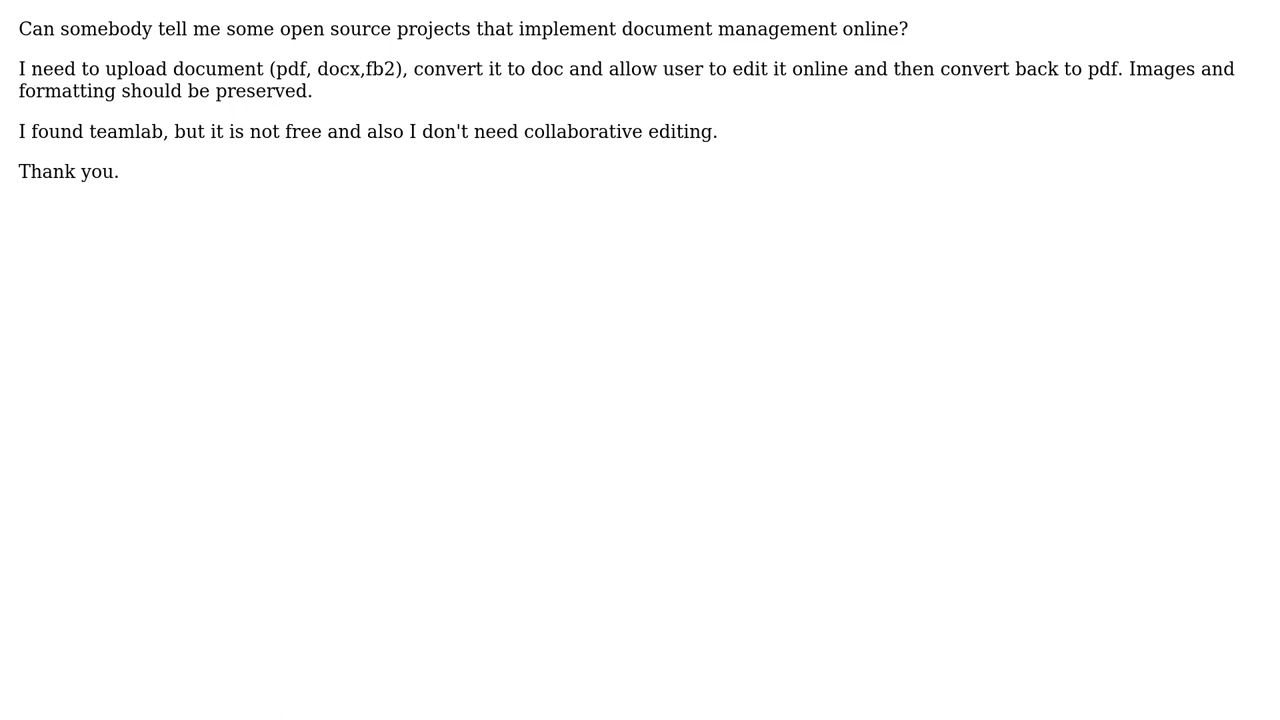 Can somebody tell me some open source projects that implement document management online?
I need to upload document (pdf, docx,fb2), convert it to doc and allow user to edit it online and then convert back to pdf. Images and
formatting should be preserved.
I found teamlab, but it is not free and also I don't need collaborative editing.
Thank you.